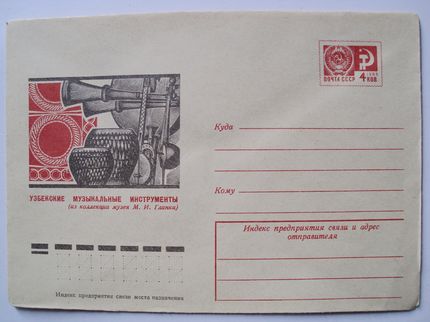 ПОЧТА СССР 4 КОП
Куда
УЗБЕКСКИЕ МУЗЫКАЛЬНЫЕ ИНСТРУМЕНТЫ
(из коллекции музея М. И. Глинки)
Кому
Индекс предприятия связи и адрес
отправителя
Индекс предприятия связи места назначения